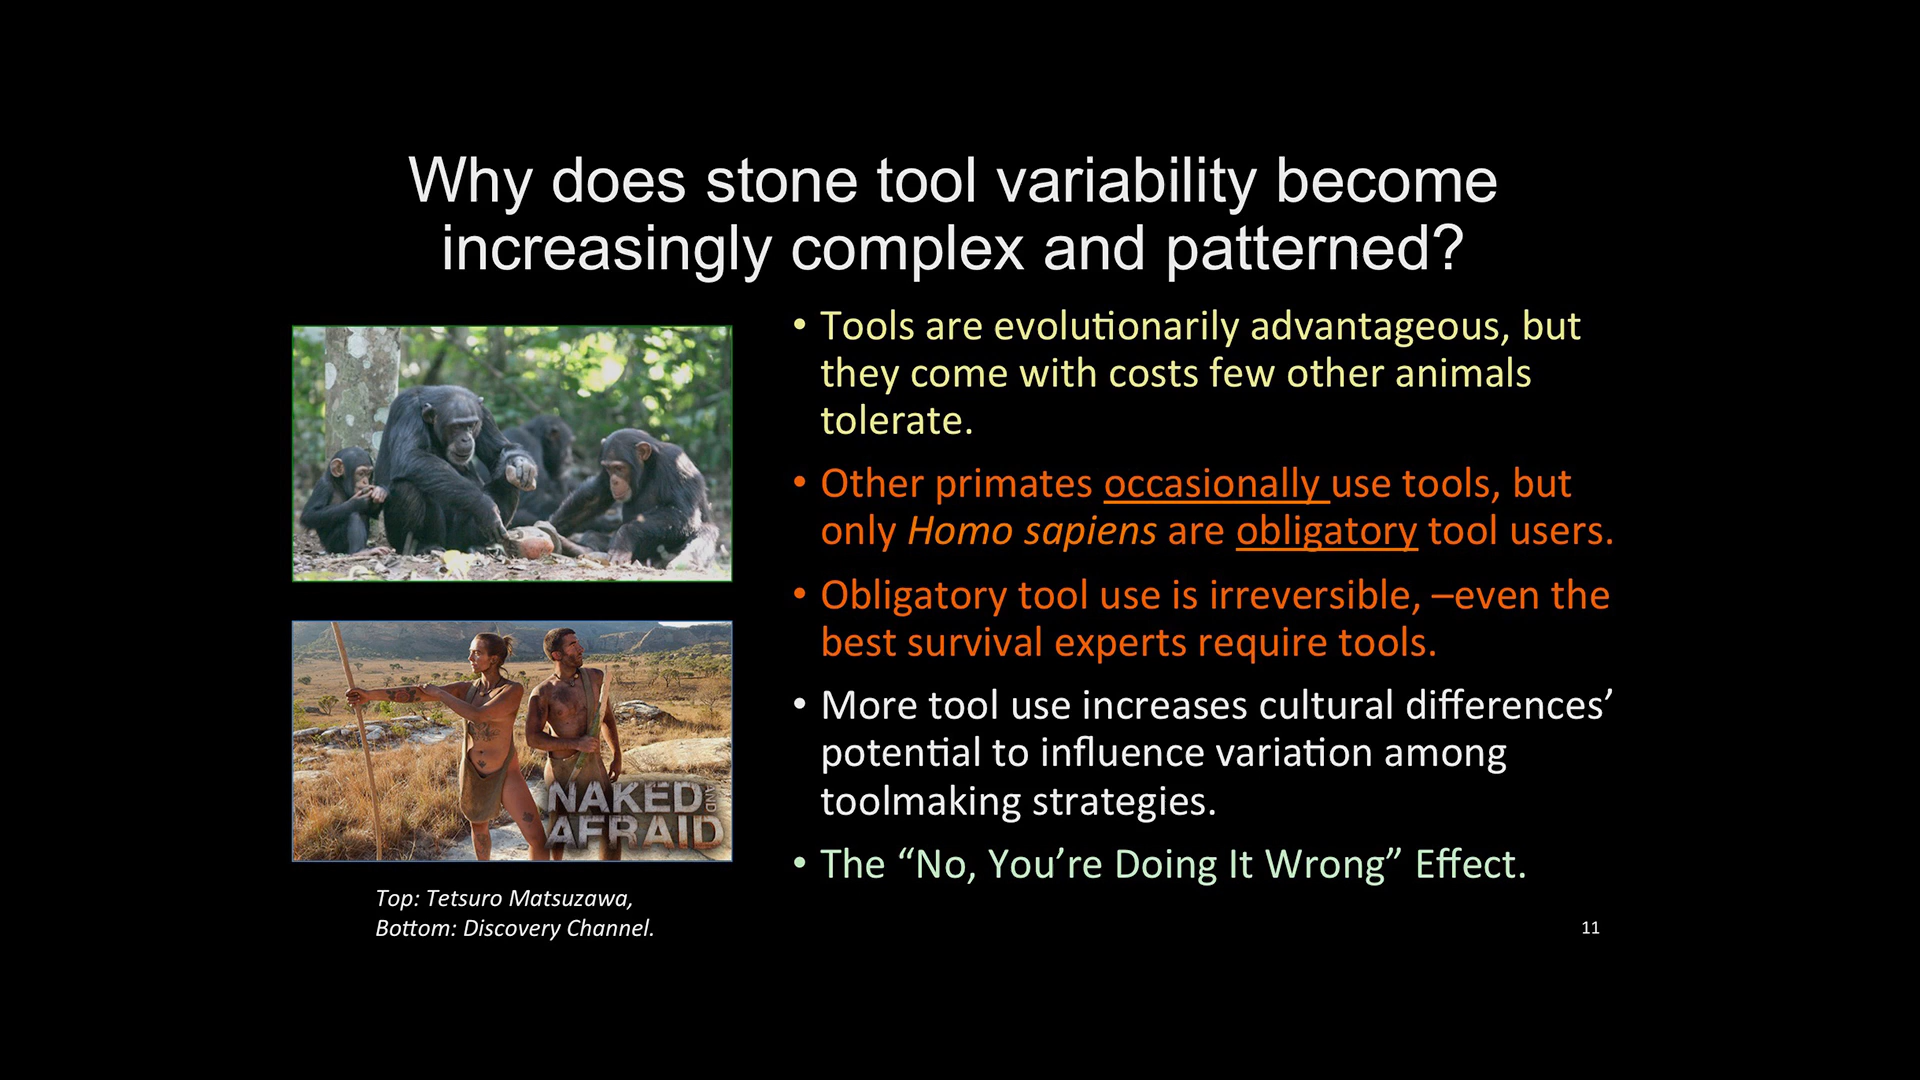 Why does stone tool variability become
increasingly complex and patterned?
• Tools are evolutionarily advantageous, but
they come with costs few other animals
tolerate.
• Other primates occasionally use tools, but
only Homo sapiens are obligatory tool users.
• Obligatory tool use is irreversible, –even the
best survival experts require tools.
• More tool use increases cultural differences’
potential to influence variation among
toolmaking strategies.
• The “No, You’re Doing It Wrong” Effect.
NAKED AND
AFRAID
Top: Tetsuro Matsuzawa,
Bottom: Discovery Channel.
11